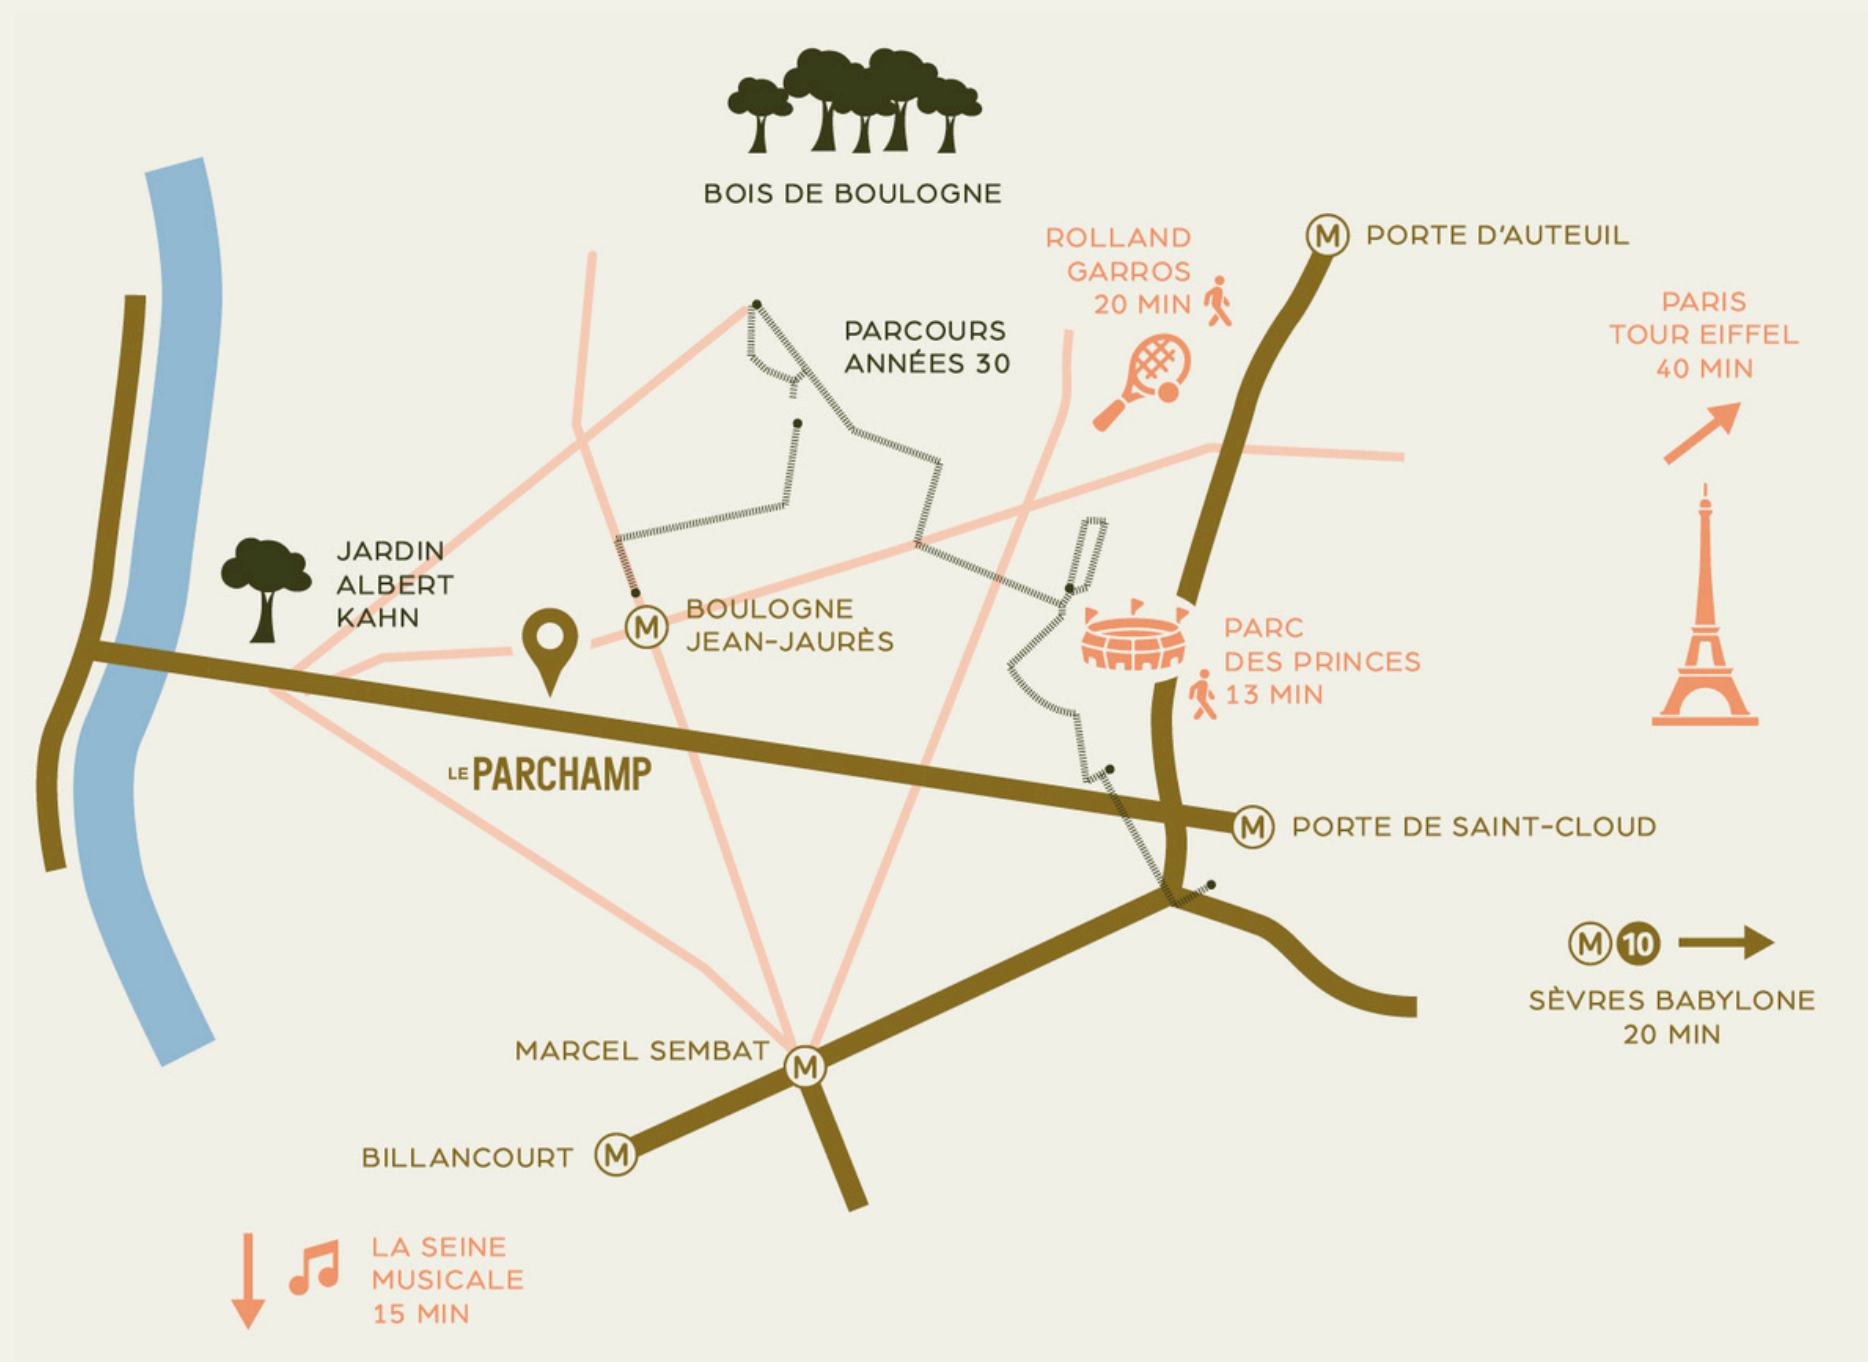 BOIS DE BOULOGNE
ROLLAND
GARROS
20 MIN
M PORTE D'AUTEUIL
PARCOURS
ANNÉES 30
PARIS
TOUR EIFFEL
40 MIN
JARDIN
ALBERT
KAHN
M BOULOGNE
JEAN-JAURÈS
PARC
DES PRINCES
13 MIN
LE PARCHAMP
M PORTE DE SAINT-CLOUD
M 10
SÈVRES BABYLONE
20 MIN
MARCEL SEMBAT M
BILLANCOURT M
LA SEINE
MUSICALE
15 MIN